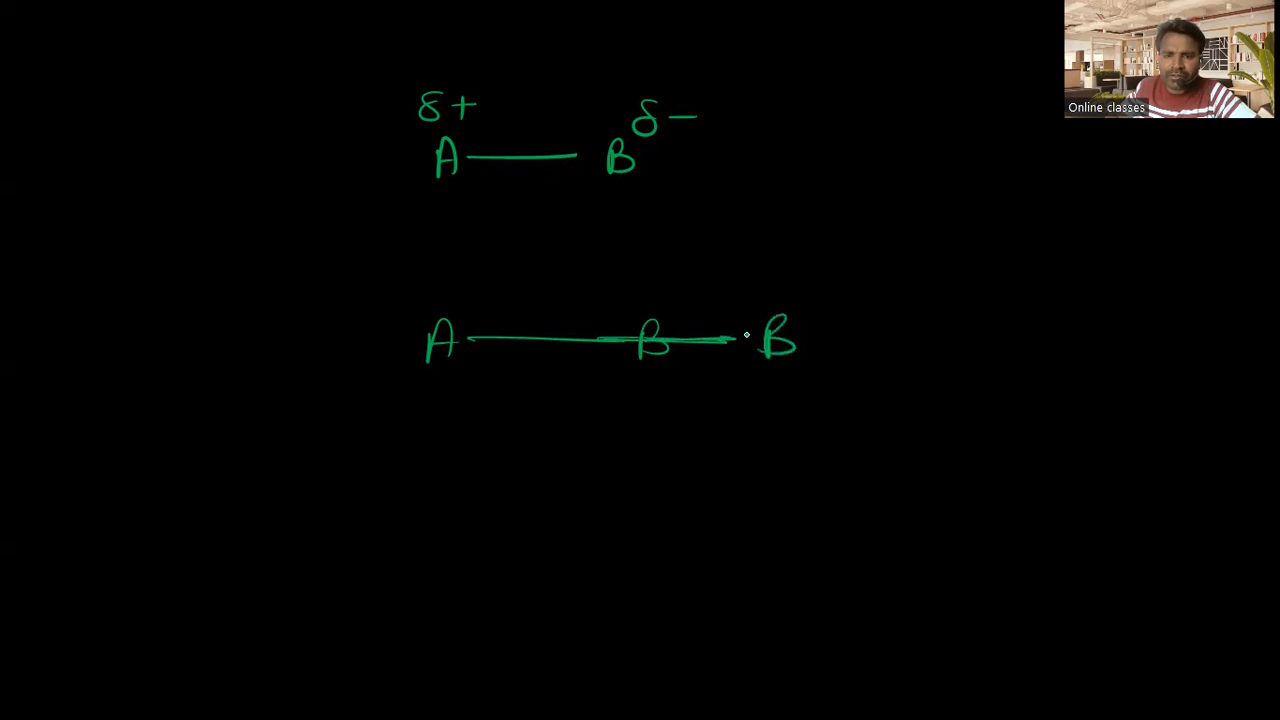 Online classes
δ+ δ-
A — B
A — B — B